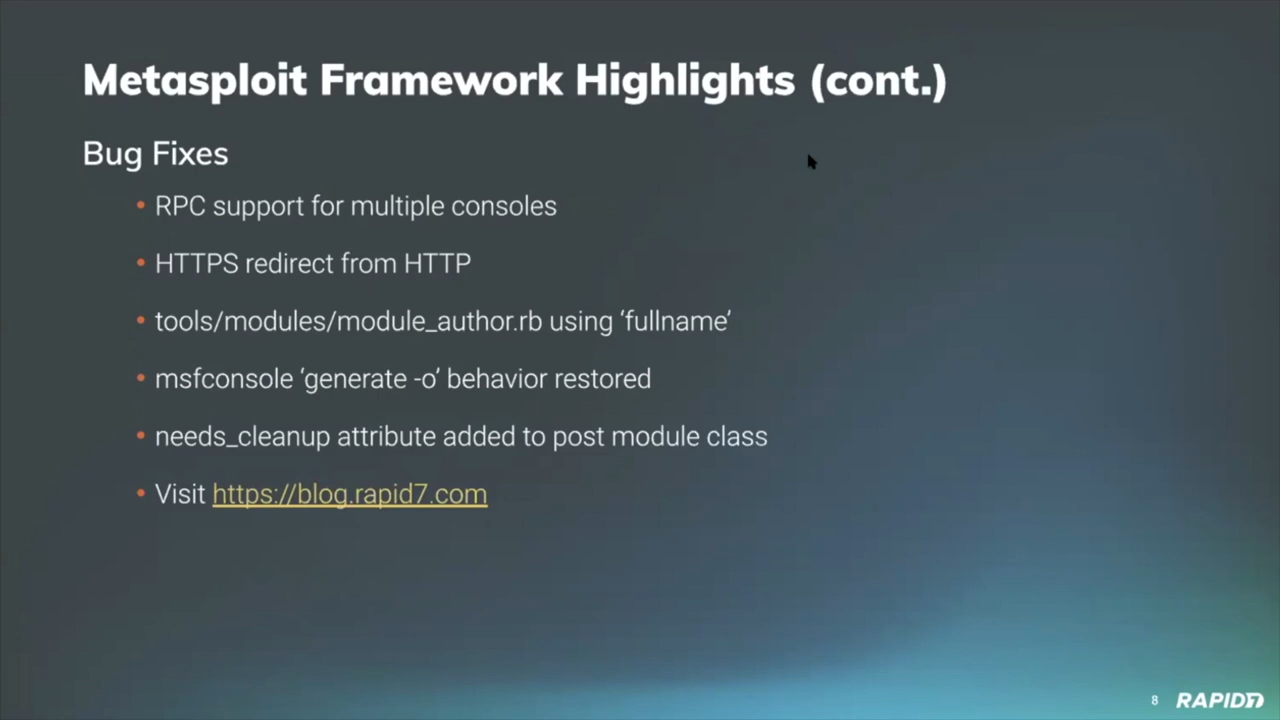 Metasploit Framework Highlights (cont.)
Bug Fixes
• RPC support for multiple consoles
• HTTPS redirect from HTTP
• tools/modules/module_author.rb using ‘fullname’
• msfconsole ‘generate -o’ behavior restored
• needs_cleanup attribute added to post module class
• Visit https://blog.rapid7.com
8 RAPID7